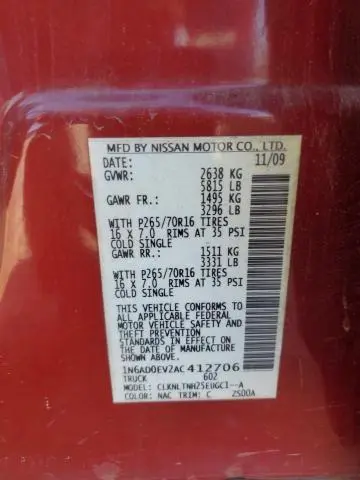 MFD BY NISSAN MOTOR CO., LTD.
DATE: 11/09
GVWR: 2638 KG
5815 LB
GAWR FR.: 1495 KG
3296 LB
WITH P265/70R16 TIRES
16 X 7.0 RIMS AT 35 PSI
COLD SINGLE
GAWR RR.: 1511 KG
3331 LB
WITH P265/70R16 TIRES
16 X 7.0 RIMS AT 35 PSI
COLD SINGLE
THIS VEHICLE CONFORMS TO ALL
APPLICABLE FEDERAL MOTOR
VEHICLE SAFETY AND THEFT PREVENTION
STANDARDS IN EFFECT ON
THE DATE OF MANUFACTURE
SHOWN ABOVE.
1N6AD0EV2AC412706
TRUCK 602
MODEL: CLKNLTNH25EUGC1--A
COLOR: NAC TRIM: C ZS00A